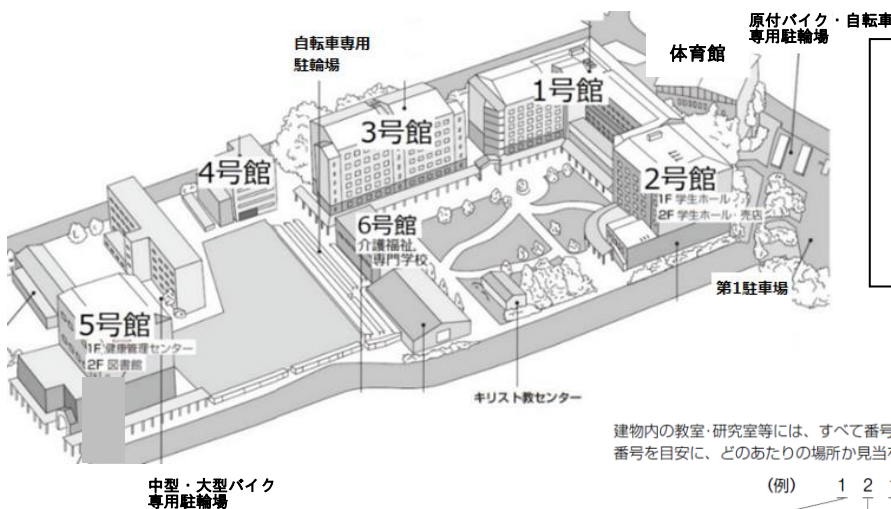 原付バイク・自転車
専用駐輪場
自転車専用
駐輪場
体育館
1号館
3号館
4号館
2号館
1F 学生ホール
2F 学生ホール・売店
6号館
介護福祉
専門学校
第1駐車場
5号館
1F 健康管理センター
2F 図書館
キリスト教センター
建物内の教室・研究室等には、すべて番号
番号を目安に、どのあたりの場所か見当
(例) 1 2
中型・大型バイク
専用駐輪場